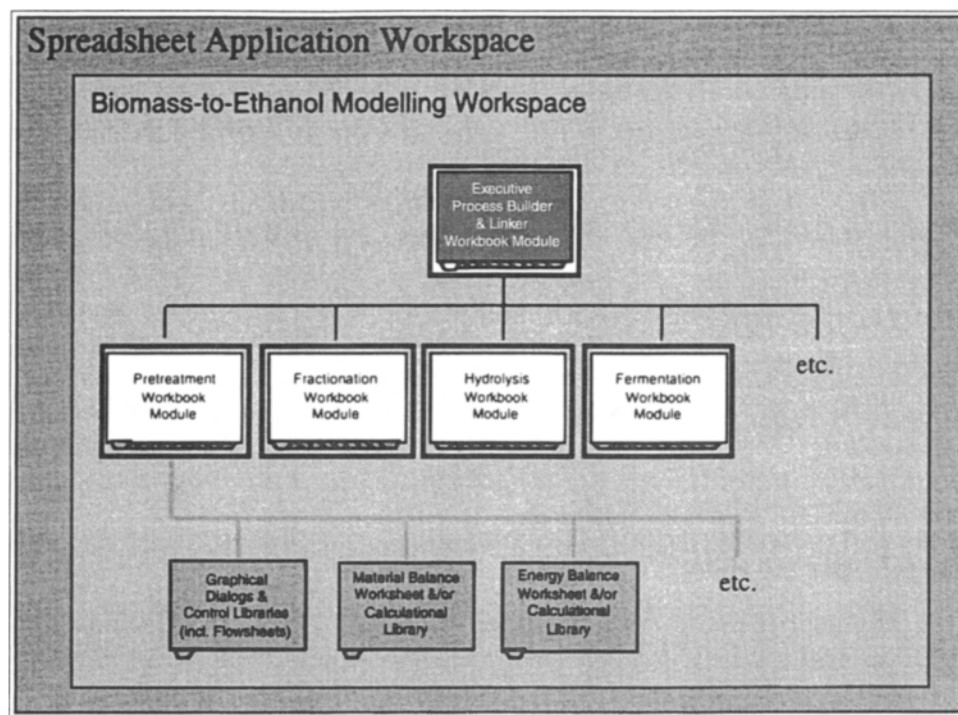 Spreadsheet Application Workspace
Biomass-to-Ethanol Modelling Workspace
Executive
Process Builder
& Linker
Workbook Module
Pretreatment
Workbook
Module
Fractionation
Workbook
Module
Hydrolysis
Workbook
Module
Fermentation
Workbook
Module
etc.
Graphical
Dialogs &
Control Libraries
(incl. Flowsheets)
Material Balance
Worksheet &/or
Calculational
Library
Energy Balance
Worksheet &/or
Calculational
Library
etc.